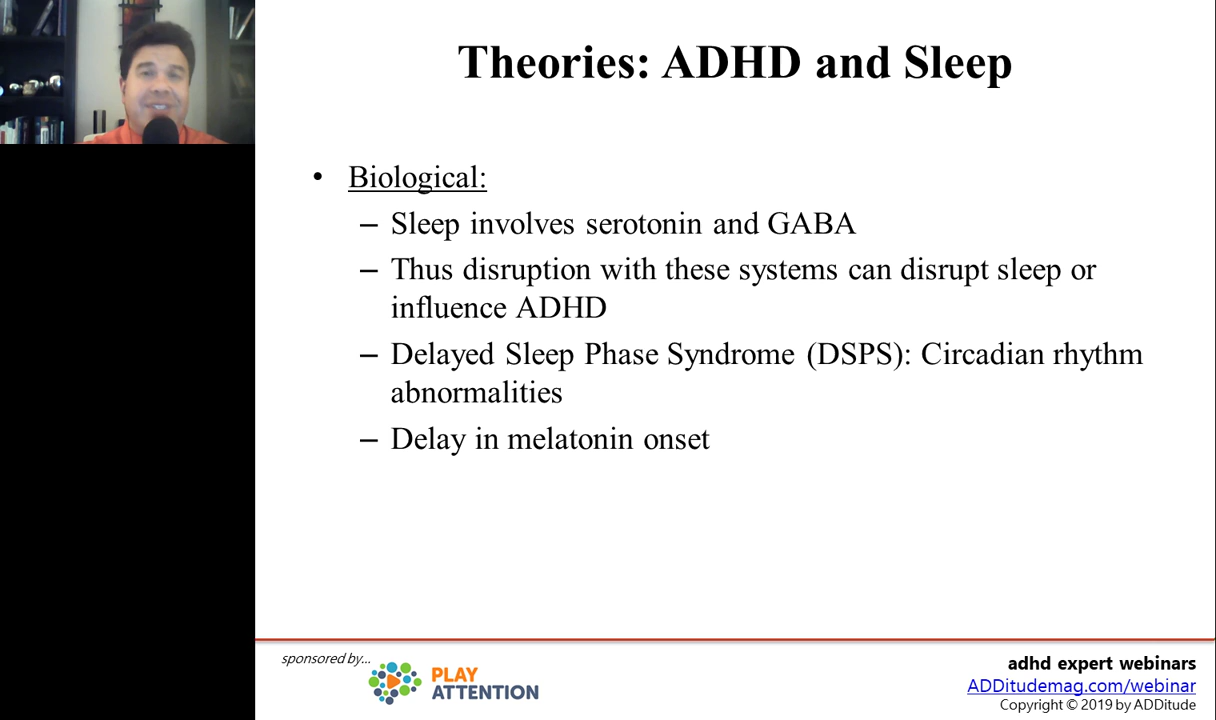 Theories: ADHD and Sleep
• Biological:
– Sleep involves serotonin and GABA
– Thus disruption with these systems can disrupt sleep or
influence ADHD
– Delayed Sleep Phase Syndrome (DSPS): Circadian rhythm
abnormalities
– Delay in melatonin onset
sponsored by...
PLAY
ATTENTION
adhd expert webinars
ADDitudemag.com/webinar
Copyright © 2019 by ADDitude